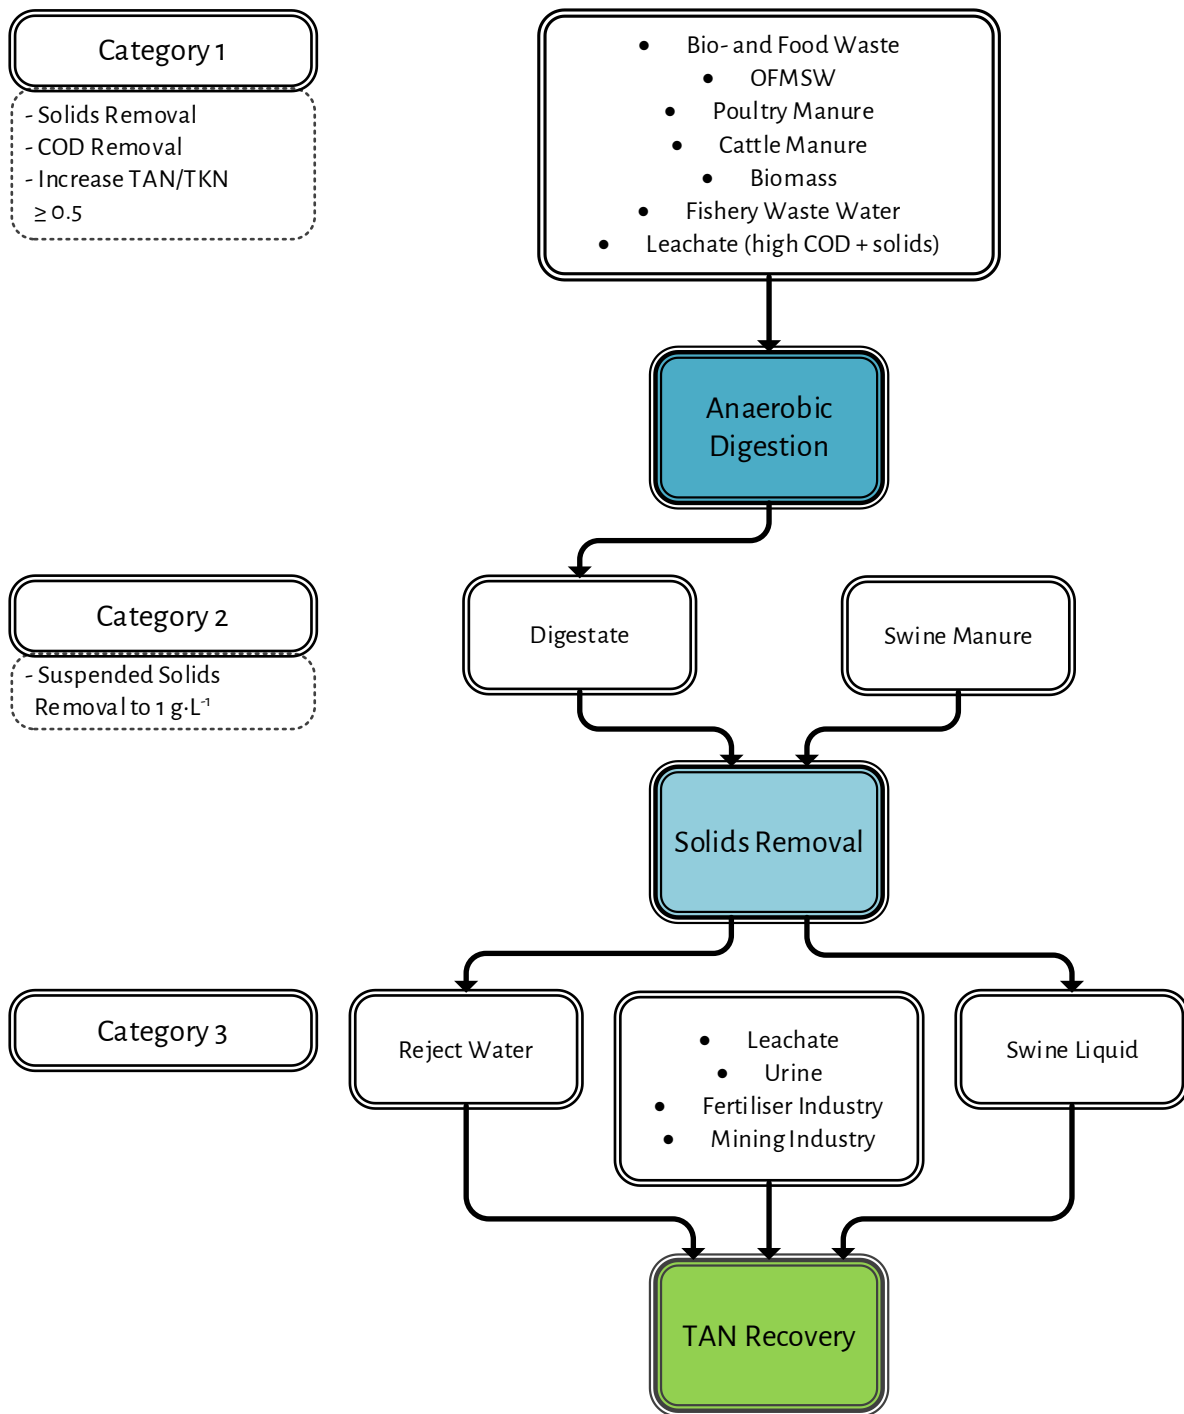 Category 1
- Solids Removal
- COD Removal
- Increase TAN/TKN
≥ 0.5
• Bio- and Food Waste
• OFMSW
• Poultry Manure
• Cattle Manure
• Biomass
• Fishery Waste Water
• Leachate (high COD + solids)
Anaerobic
Digestion
Category 2
- Suspended Solids
Removal to 1 g·L⁻¹
Digestate
Swine Manure
Solids Removal
Category 3
Reject Water
• Leachate
• Urine
• Fertiliser Industry
• Mining Industry
Swine Liquid
TAN Recovery